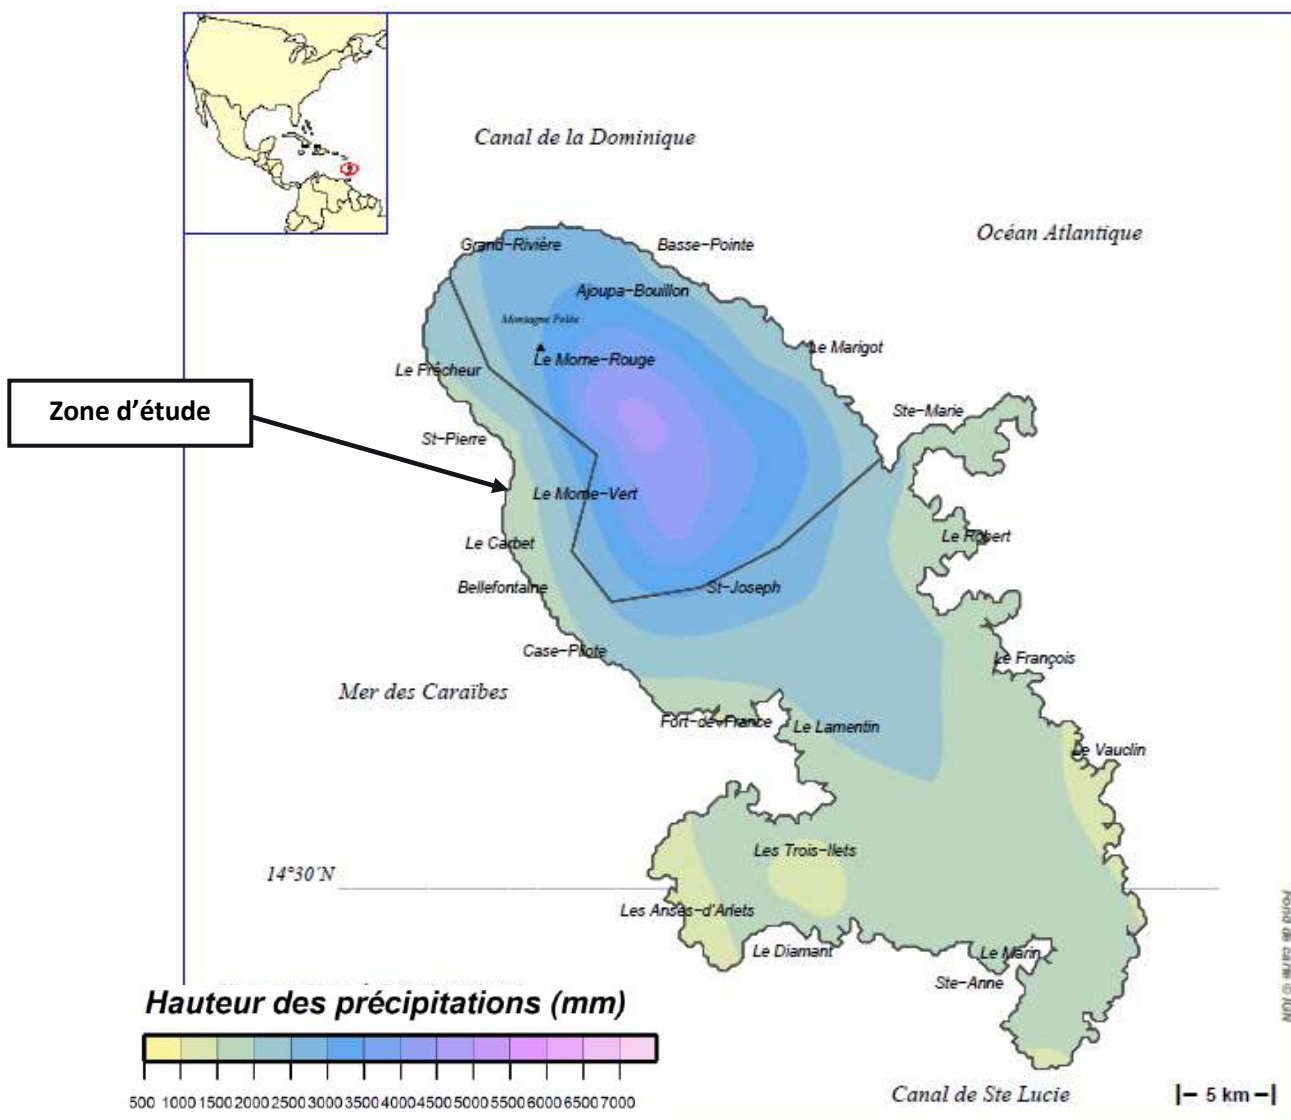 Canal de la Dominique
Océan Atlantique
Grand-Rivière
Basse-Pointe
Ajoupa-Bouillon
Montagne Pelée
Le Morne-Rouge
Le Marigot
Le Prêcheur
Zone d'étude
Ste-Marie
St-Pierre
Le Morne-Vert
Le Carbet
Le Robert
Bellefontaine
St-Joseph
Case-Pilote
Le François
Mer des Caraïbes
Fort-de-France
Le Lamentin
Le Vauclin
Les Trois-Ilets
14°30'N
Les Anses-d'Arlets
Le Diamant
Le Marin
Ste-Anne
Fond de carte © IGN
Hauteur des précipitations (mm)
500 1000 1500 2000 2500 3000 3500 4000 4500 5000 5500 6000 6500 7000
Canal de Ste Lucie
5 km